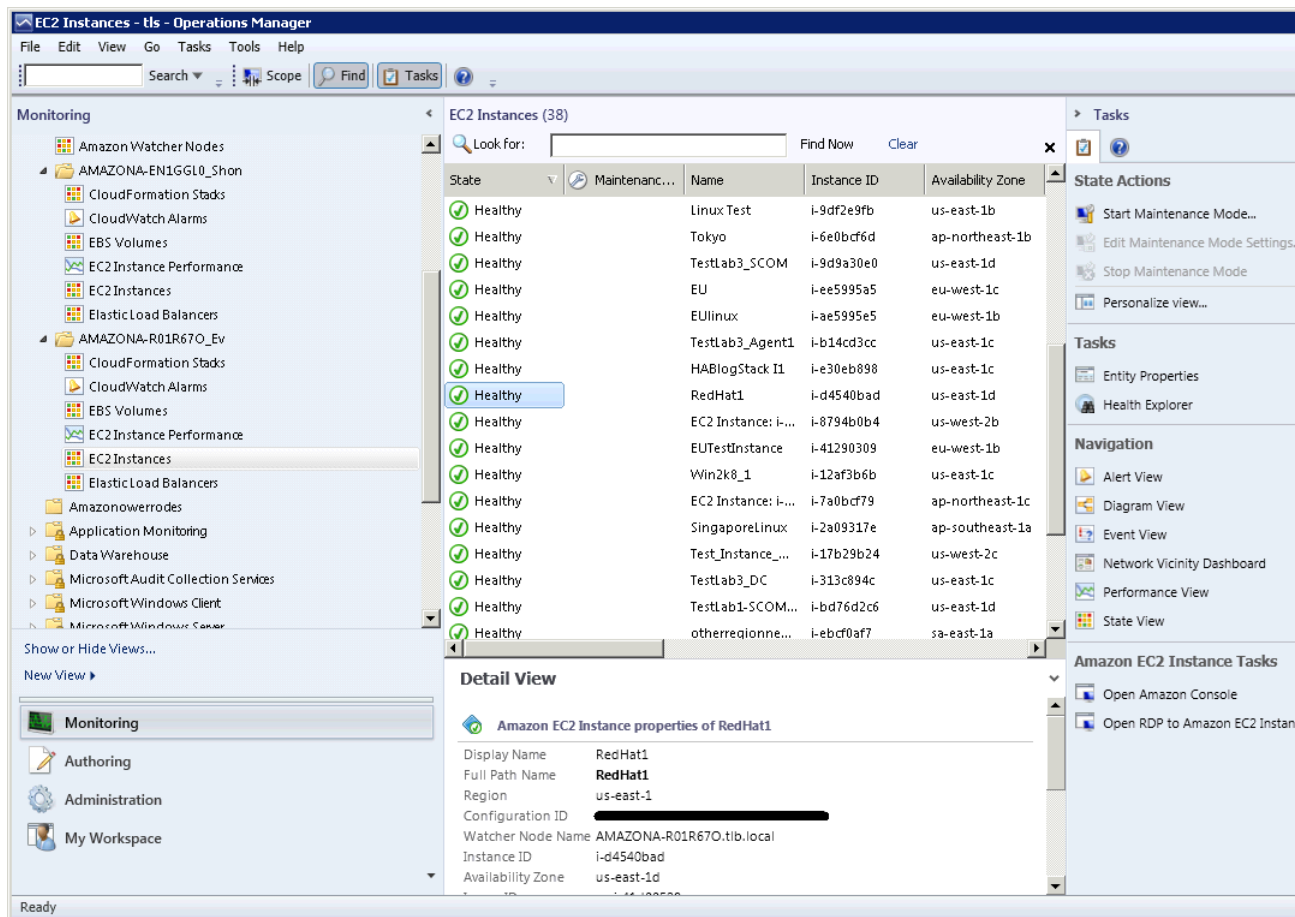 EC2 Instances - tls - Operations Manager
File Edit View Go Tasks Tools Help
Search Scope Find Tasks
Monitoring
Amazon Watcher Nodes
AMAZONA-EN1GGL0_Shon
CloudFormation Stacks
CloudWatch Alarms
EBS Volumes
EC2 Instance Performance
EC2 Instances
Elastic Load Balancers
AMAZONA-R01R67O_Ev
CloudFormation Stacks
CloudWatch Alarms
EBS Volumes
EC2 Instance Performance
EC2 Instances
Elastic Load Balancers
Amazonowerrodes
Application Monitoring
Data Warehouse
Microsoft Audit Collection Services
Microsoft Windows Client
Microsoft Windows Server
Show or Hide Views...
New View
Monitoring
Authoring
Administration
My Workspace
EC2 Instances (38)
Look for: Find Now Clear
State Maintenanc... Name Instance ID Availability Zone
Healthy Linux Test i-9df2e9fb us-east-1b
Healthy Tokyo i-6e0bcf6d ap-northeast-1b
Healthy TestLab3_SCOM i-9d9a30e0 us-east-1d
Healthy EU i-ee5995a5 eu-west-1c
Healthy EUlinux i-ae5995e5 eu-west-1b
Healthy TestLab3_Agent1 i-b14cd3cc us-east-1c
Healthy HABlogStack I1 i-e30eb898 us-east-1c
Healthy RedHat1 i-d4540bad us-east-1d
Healthy EC2 Instance: i-... i-8794b0b4 us-west-2b
Healthy EUTestInstance i-41290309 eu-west-1b
Healthy Win2k8_1 i-12af3b6b us-east-1c
Healthy EC2 Instance: i-... i-7a0bcf79 ap-northeast-1c
Healthy SingaporeLinux i-2a09317e ap-southeast-1a
Healthy Test_Instance_... i-17b29b24 us-west-2c
Healthy TestLab3_DC i-313c894c us-east-1c
Healthy TestLab1-SCOM... i-bd76d2c6 us-east-1d
Healthy otherregionne... i-ebcf0af7 sa-east-1a
Detail View
Amazon EC2 Instance properties of RedHat1
Display Name RedHat1
Full Path Name RedHat1
Region us-east-1
Configuration ID
Watcher Node Name AMAZONA-R01R67O.tlb.local
Instance ID i-d4540bad
Availability Zone us-east-1d
Tasks
State Actions
Start Maintenance Mode...
Edit Maintenance Mode Settings.
Stop Maintenance Mode
Personalize view...
Tasks
Entity Properties
Health Explorer
Navigation
Alert View
Diagram View
Event View
Network Vicinity Dashboard
Performance View
State View
Amazon EC2 Instance Tasks
Open Amazon Console
Open RDP to Amazon EC2 Instan
Ready